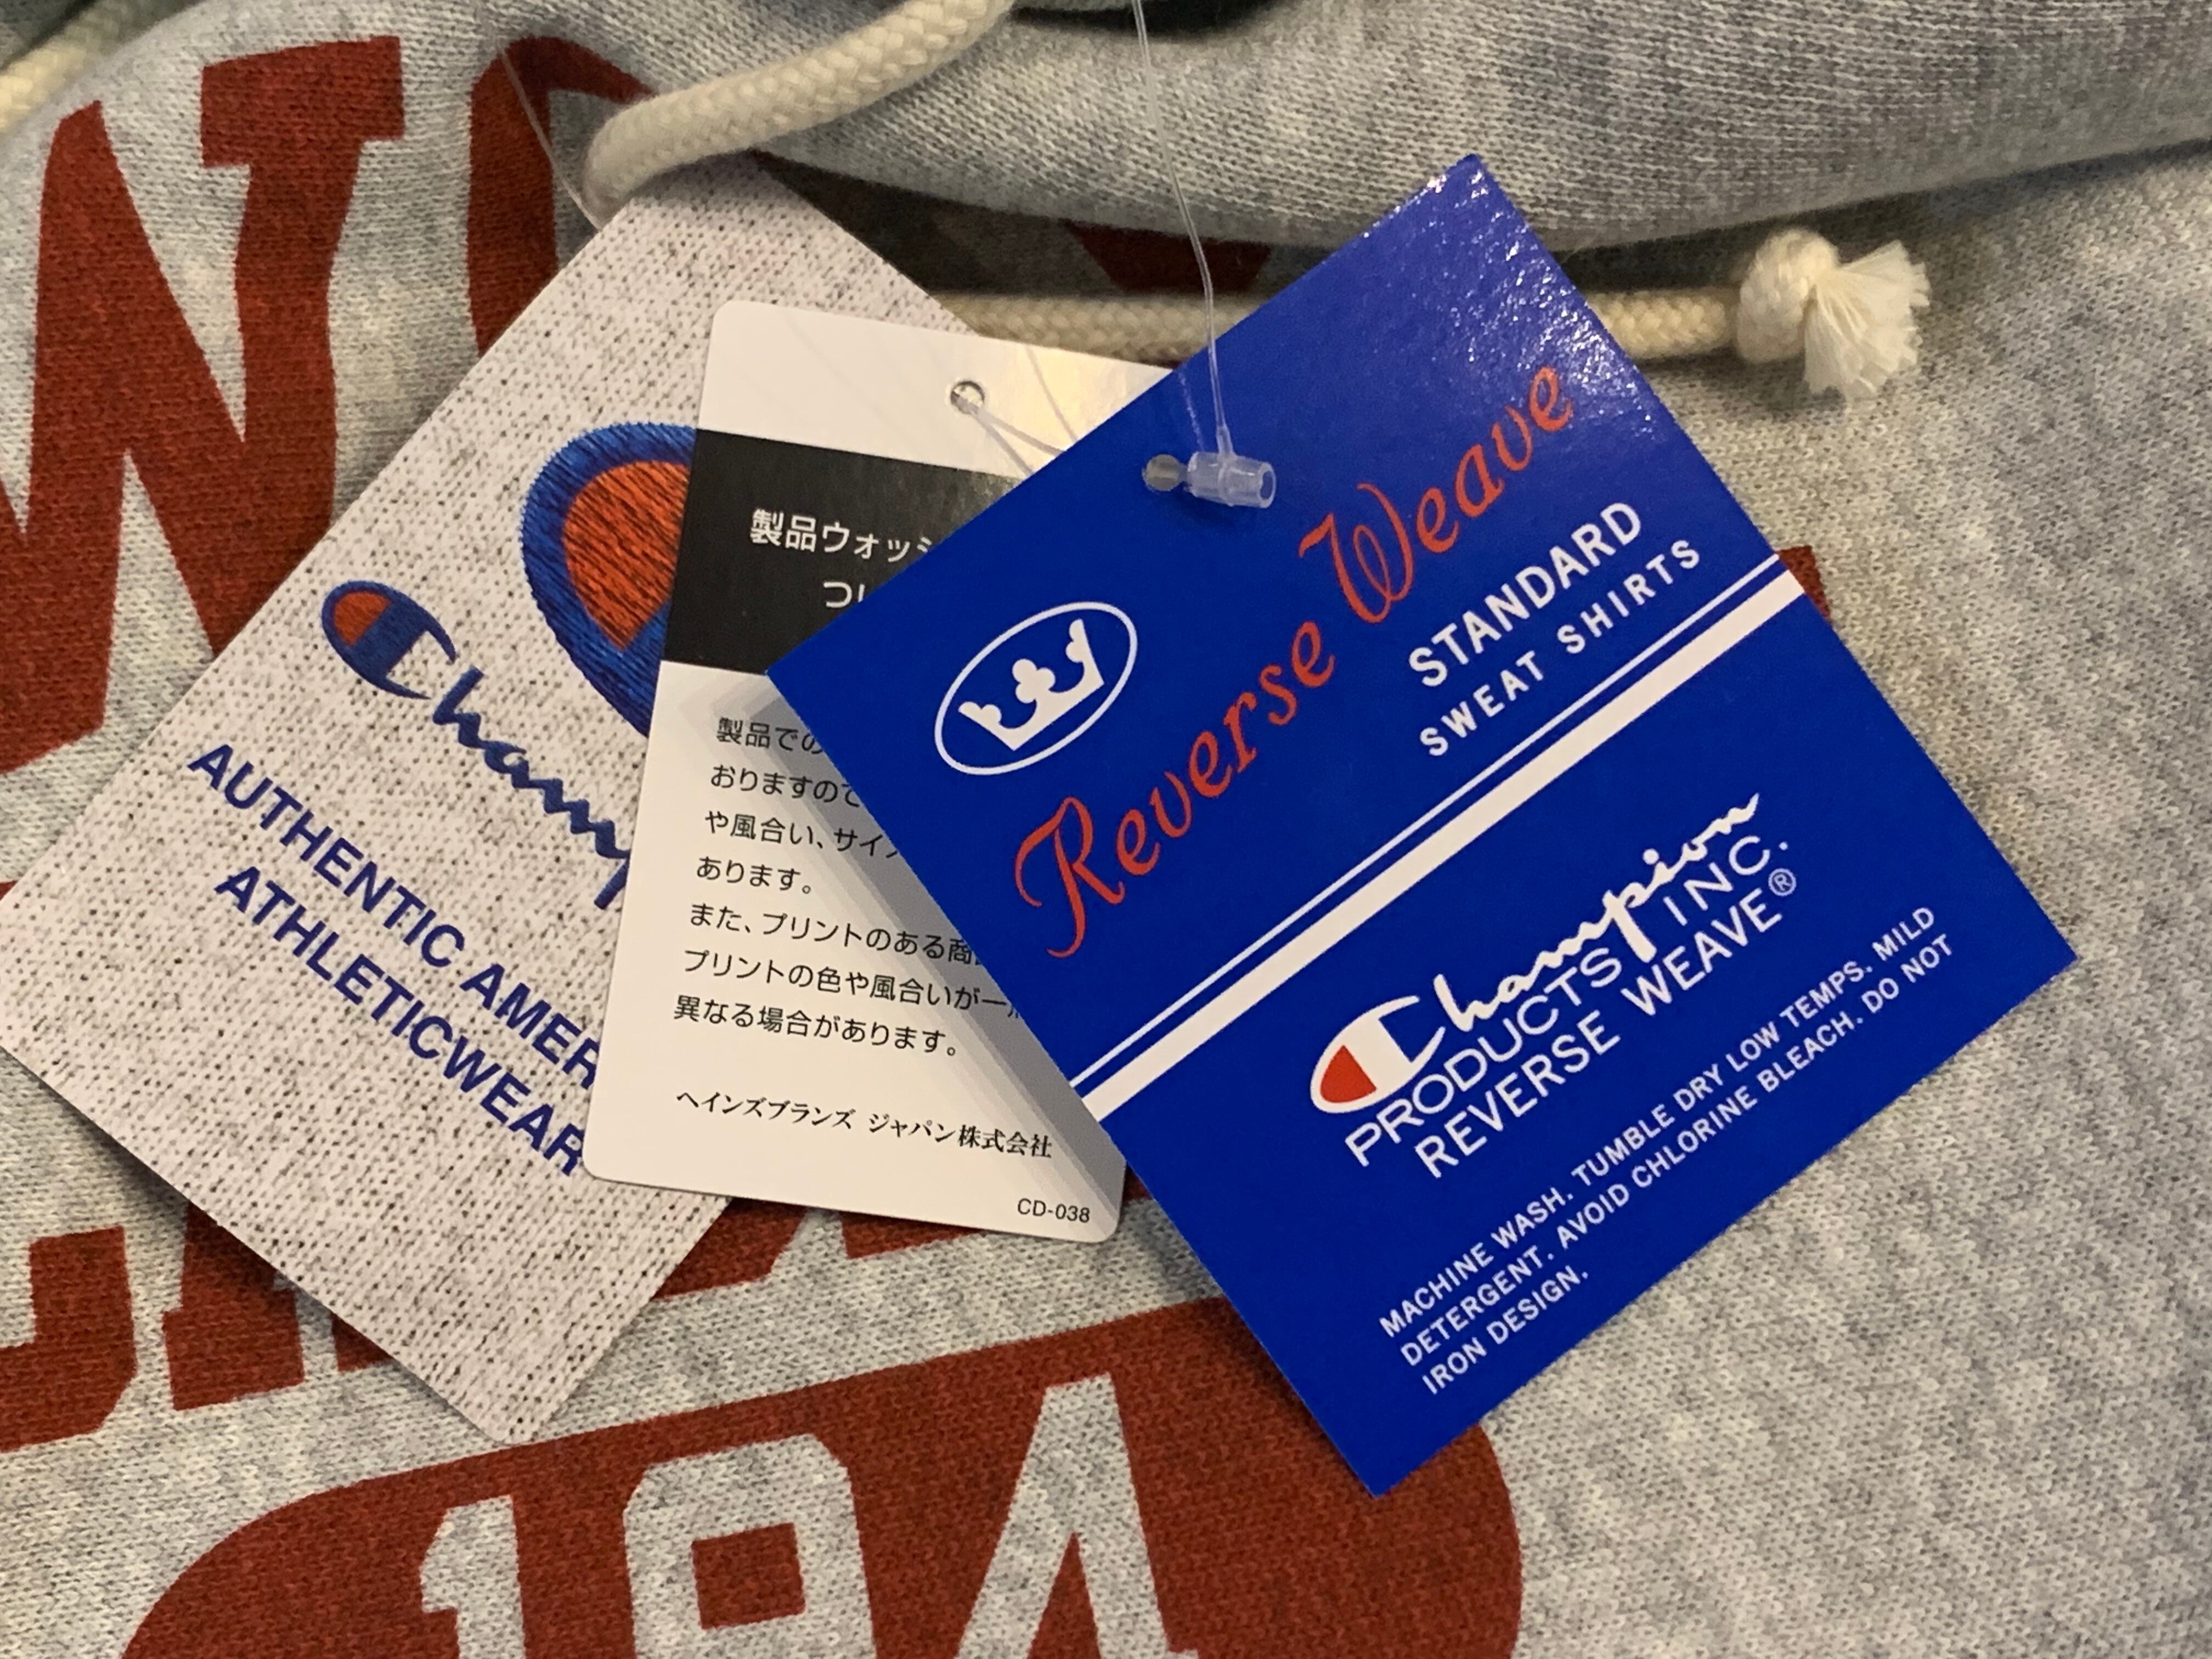 AUTHENTIC AMER
ATHLETICWEAR
製品ウォッシ
製品での
おりますので
や風合い、サイズ
あります。
また、プリントのある商
プリントの色や風合いが一
異なる場合があります。
ヘインズブランズ ジャパン株式会社
CD-038
Reverse Weave
STANDARD
SWEAT SHIRTS
Champion
PRODUCTS INC.
REVERSE WEAVE®
MACHINE WASH. TUMBLE DRY LOW TEMPS. MILD
DETERGENT. AVOID CHLORINE BLEACH. DO NOT
IRON DESIGN.